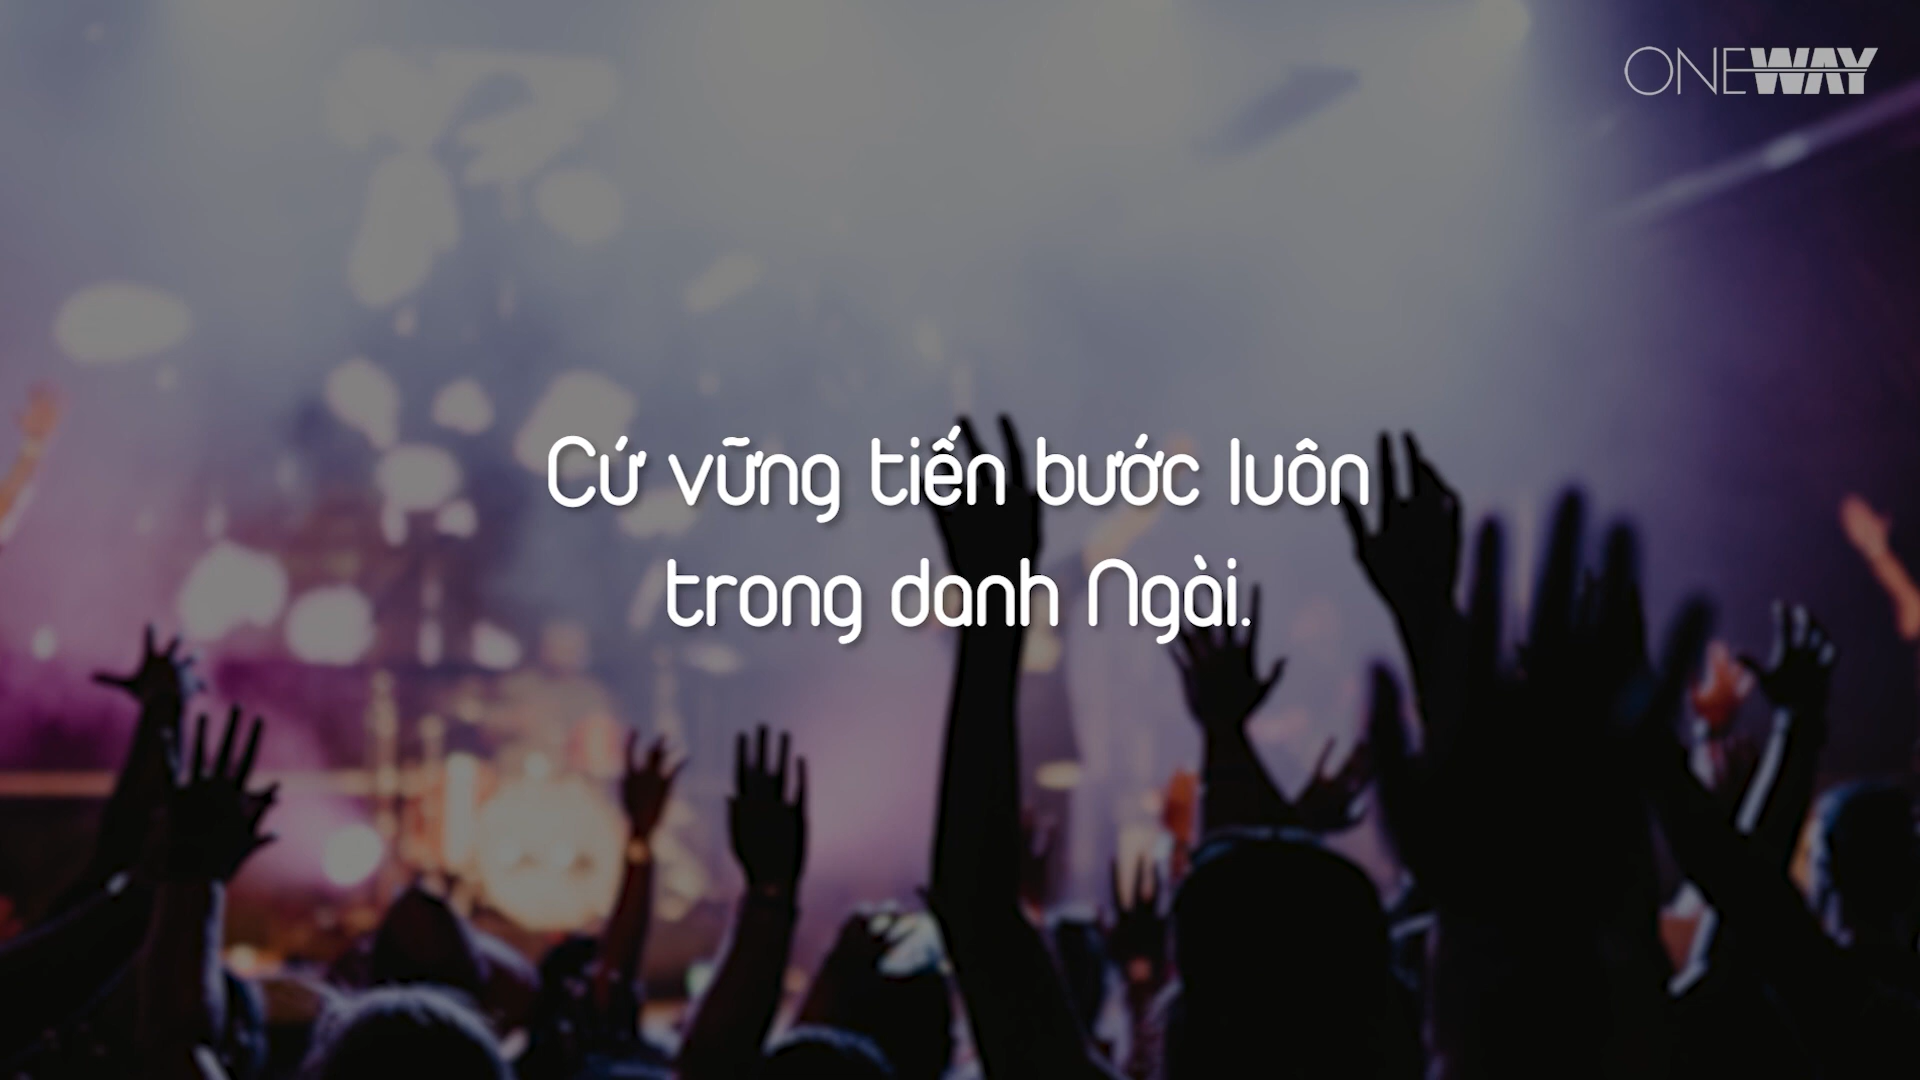 ONEWAY
Cứ vững tiến bước luôn
trong danh Ngài.